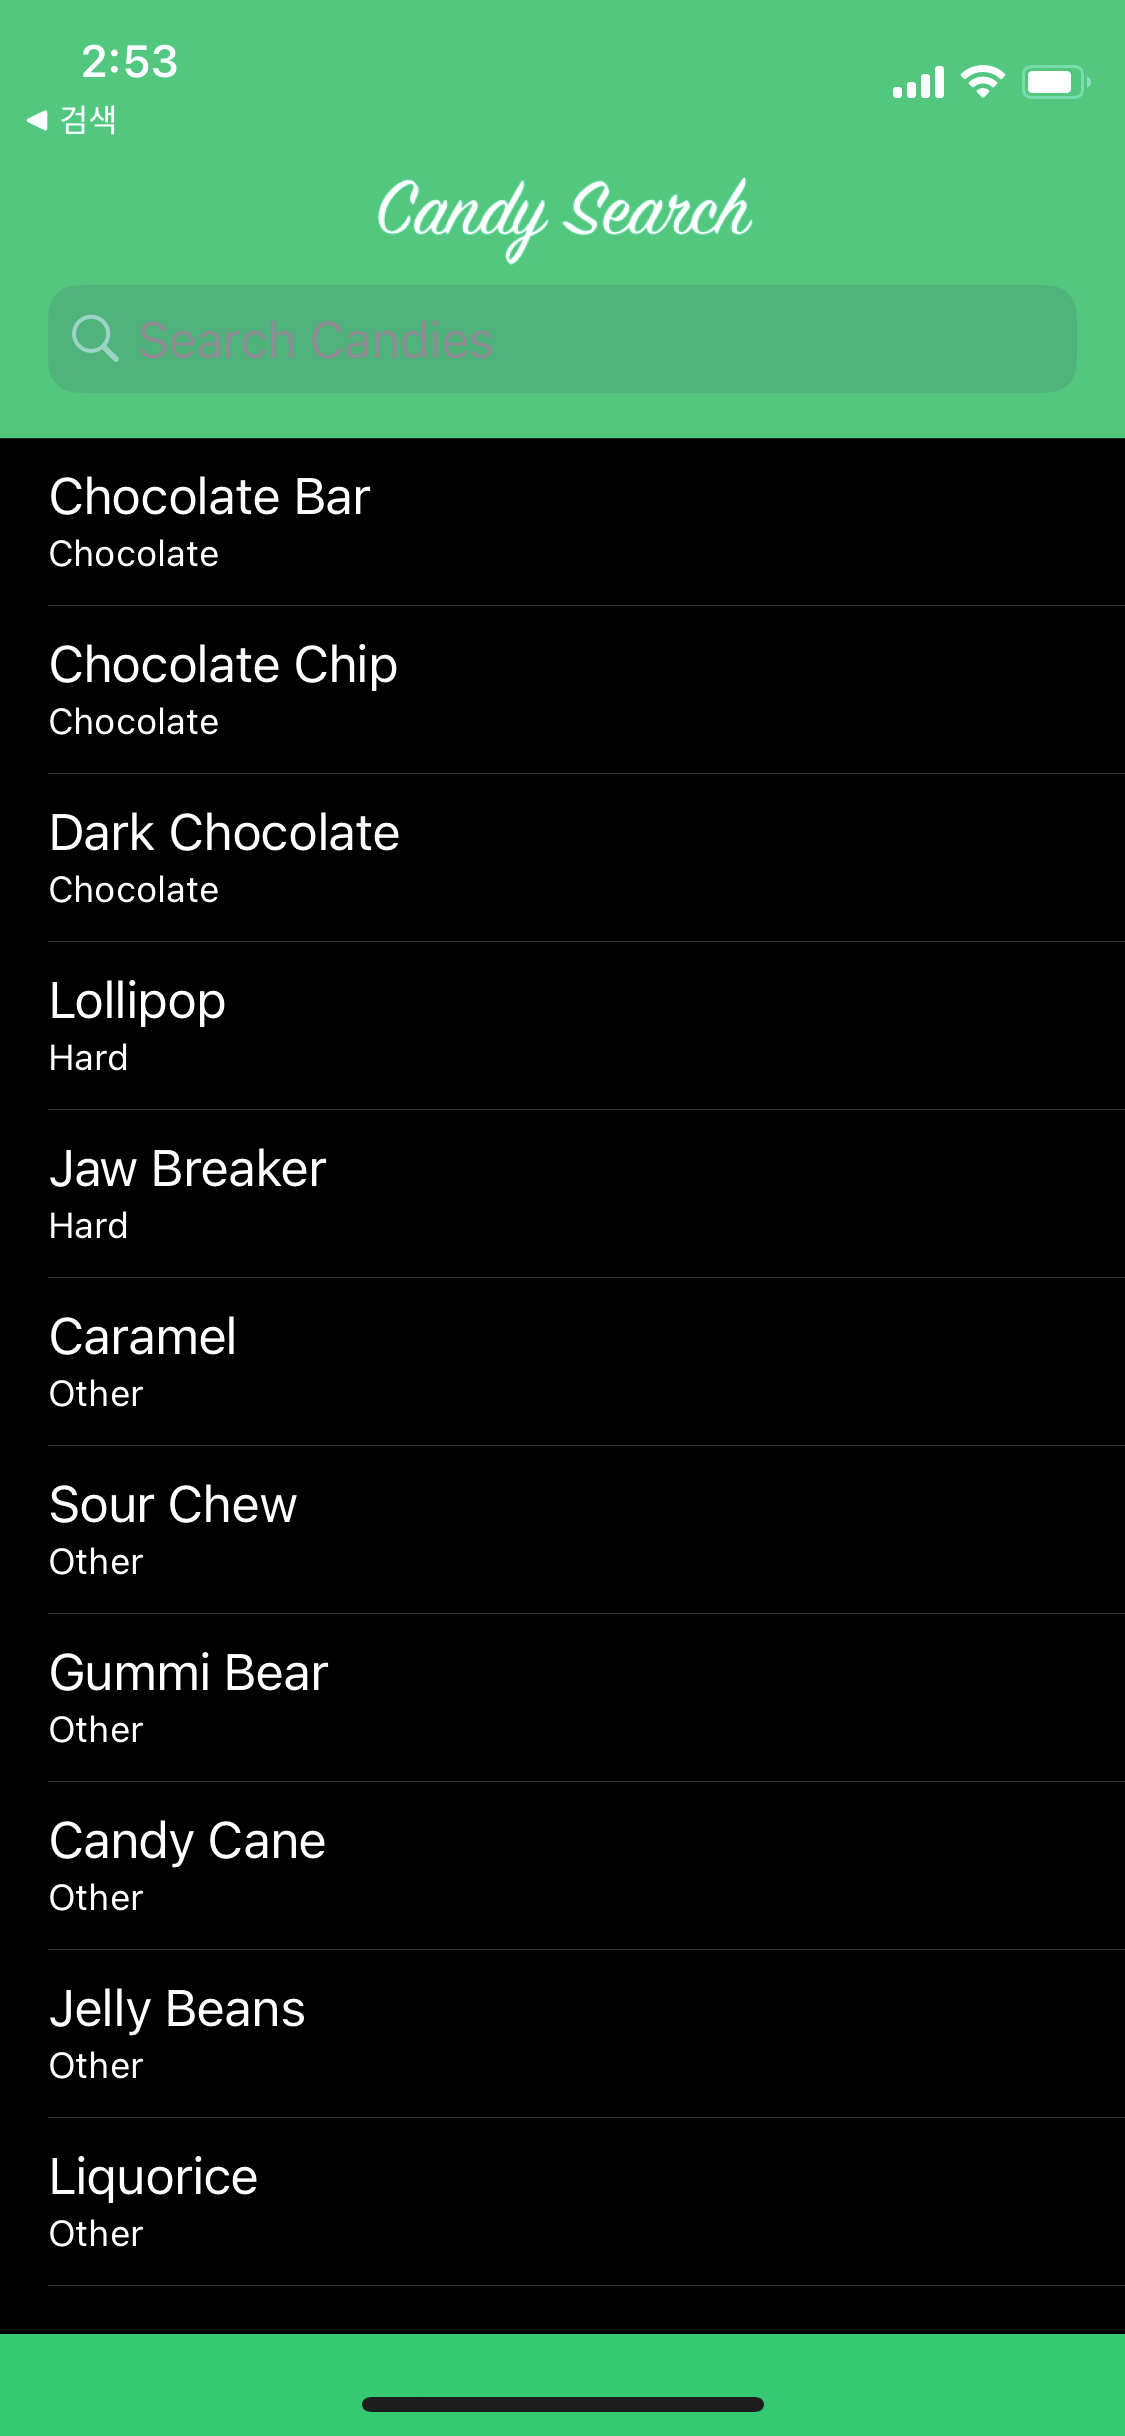 2:53
◀ 검색
Candy Search
Search Candies
Chocolate Bar
Chocolate
Chocolate Chip
Chocolate
Dark Chocolate
Chocolate
Lollipop
Hard
Jaw Breaker
Hard
Caramel
Other
Sour Chew
Other
Gummi Bear
Other
Candy Cane
Other
Jelly Beans
Other
Liquorice
Other